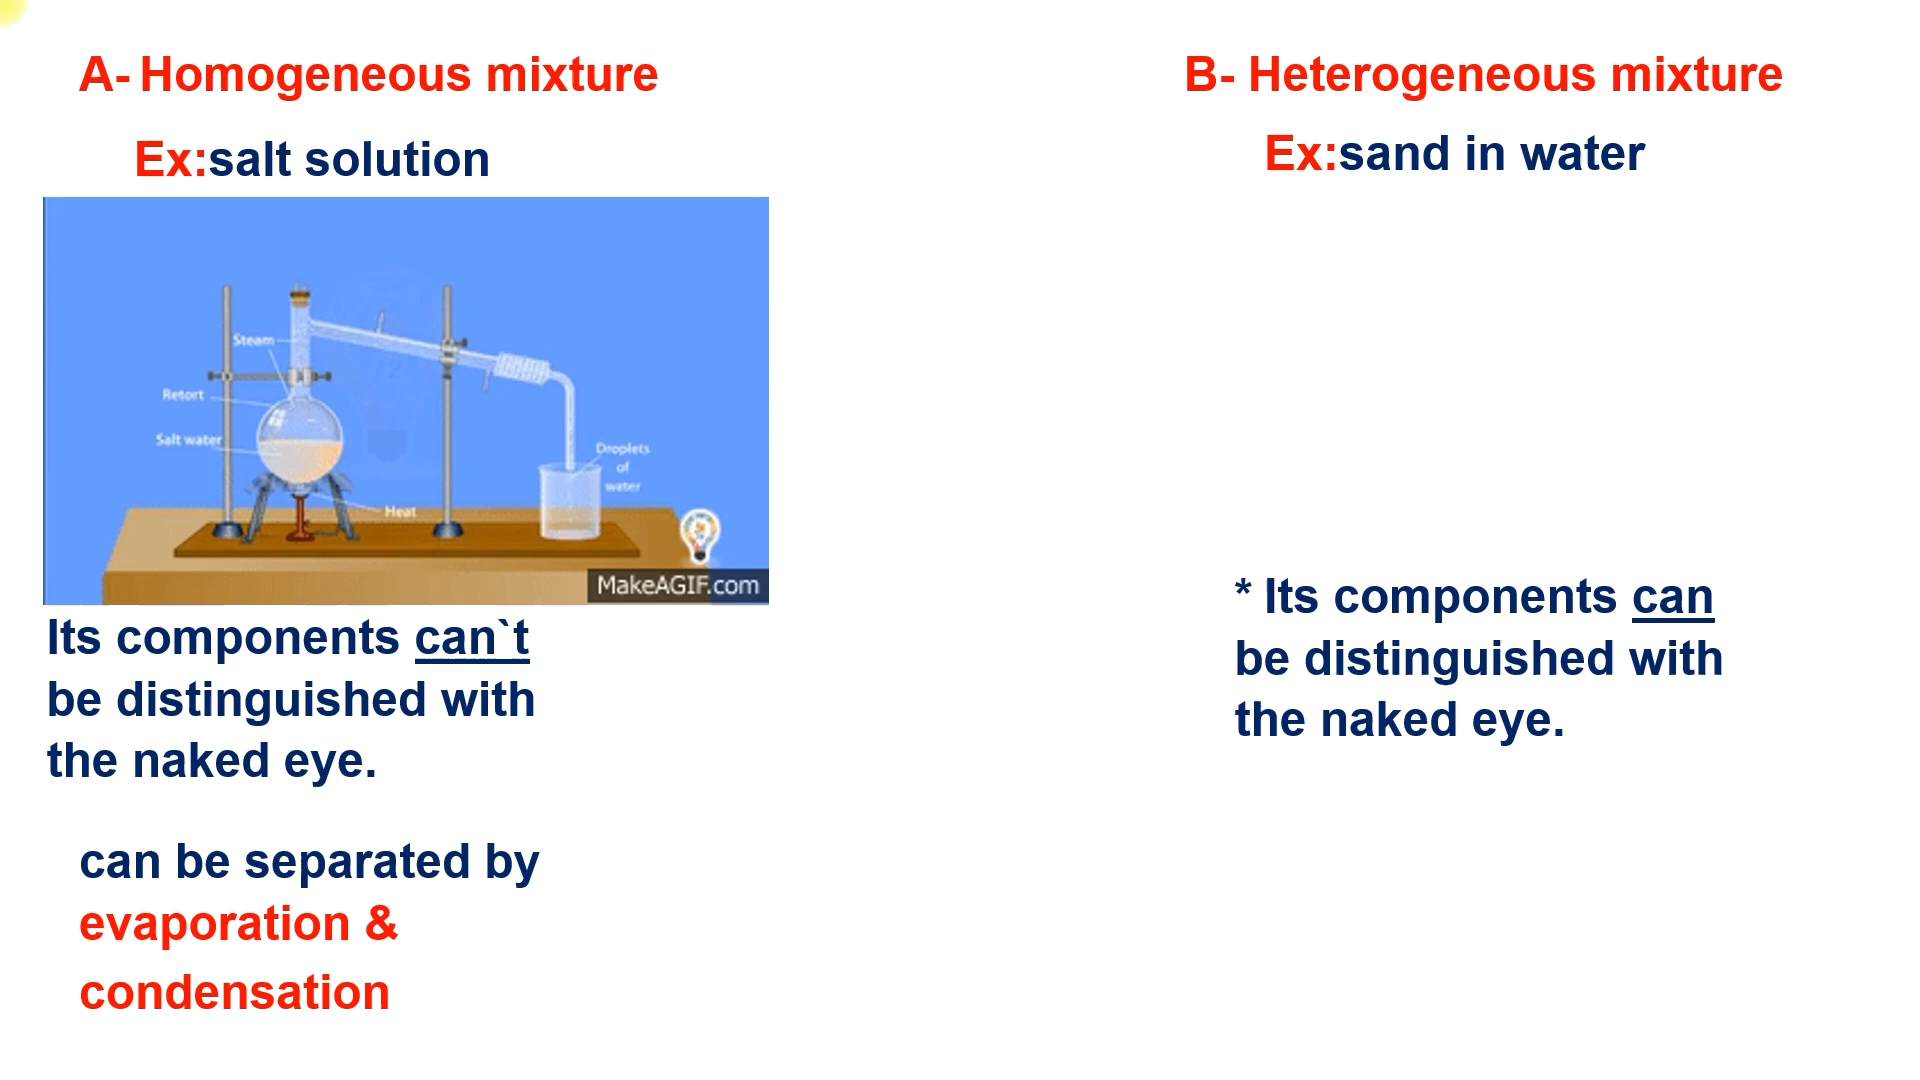 A- Homogeneous mixture
Ex:salt solution
Steam
Retort
Salt water
Heat
Droplets
of
water
MakeAGIF.com
Its components can`t
be distinguished with
the naked eye.
can be separated by
evaporation &
condensation
B- Heterogeneous mixture
Ex:sand in water
* Its components can
be distinguished with
the naked eye.